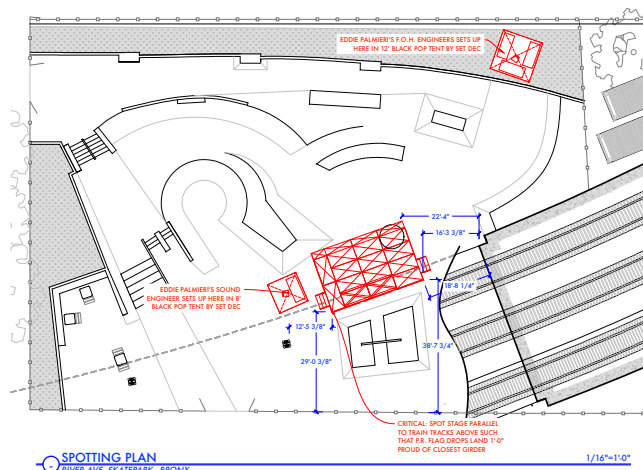 EDDIE PALMIERI'S F.O.H. ENGINEERS SETS UP
HERE IN 12' BLACK POP TENT BY SET DEC
22'-4"
16'-3 3/8"
18'-8 1/4"
EDDIE PALMIERI'S SOUND
ENGINEER SETS UP HERE IN 8'
BLACK POP TENT BY SET DEC
12'-5 3/8"
38'-7 3/4"
29'-0 3/8"
CRITICAL: SPOT STAGE PARALLEL
TO TRAIN TRACKS ABOVE SUCH
THAT P.R. FLAG DROPS LAND 1'-0"
PROUD OF CLOSEST GIRDER
- SPOTTING PLAN
1/16"=1'-0"
RIVER AVE. SKATEPARK, BRONX